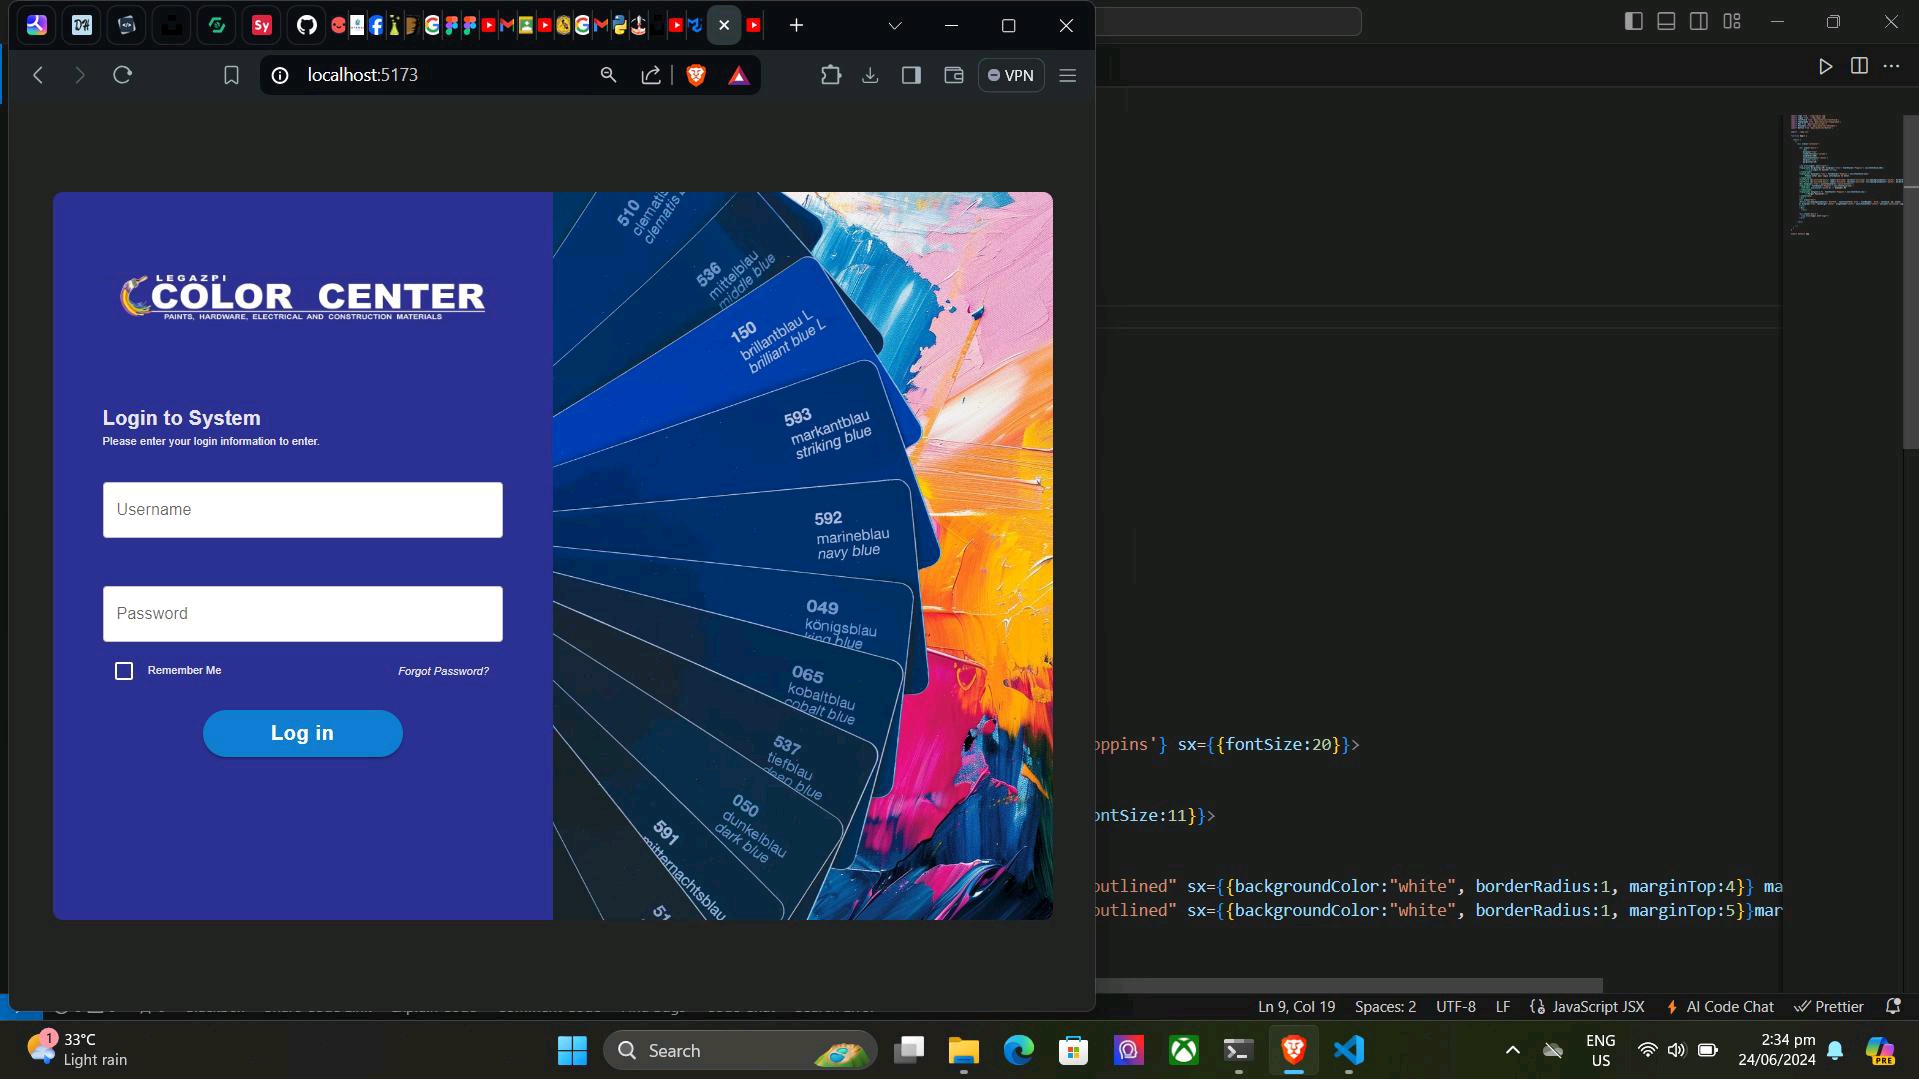 localhost:5173
VPN
LEGAZPI
COLOR CENTER
PAINTS, HARDWARE, ELECTRICAL AND CONSTRUCTION MATERIALS
Login to System
Please enter your login information to enter.
Username
Password
Remember Me
Forgot Password?
Log in
510
clematis
536
mittelblau
middle blue
150
brillantblau L
brilliant blue L
593
markantblau
striking blue
592
marineblau
navy blue
049
königsblau
king blue
065
kobaltblau
cobalt blue
537
tiefblau
deep blue
050
dunkelblau
dark blue
591
mitternachtsblau
51
oppins'} sx={{fontSize:20}}>
ontSize:11}}>
outlined" sx={{backgroundColor:"white", borderRadius:1, marginTop:4}} ma
outlined" sx={{backgroundColor:"white", borderRadius:1, marginTop:5}}mar
Ln 9, Col 19 Spaces: 2 UTF-8 LF JavaScript JSX AI Code Chat Prettier
1
33°C
Light rain
Search
ENG
US
2:34 pm
24/06/2024
PRE